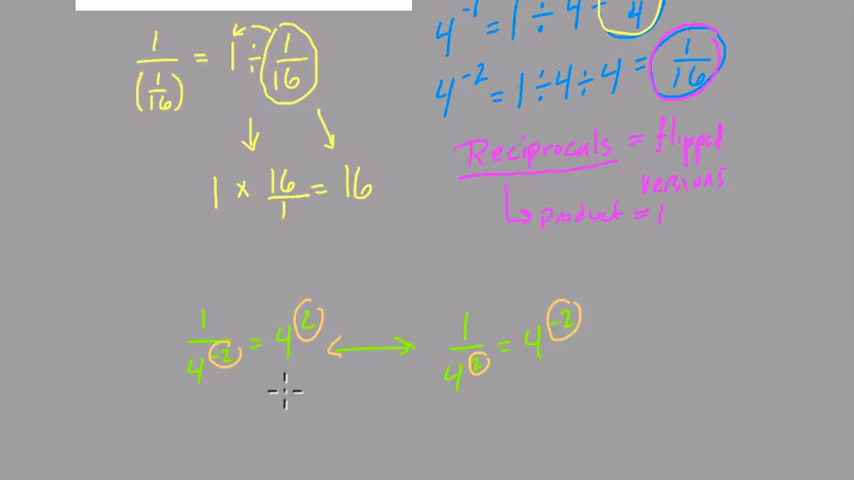 4^-1 = 1 ÷ 4 = 4
1/(1/16) = 1 ÷ 1/16
4^-2 = 1÷4÷4 = 1/16
Reciprocals = flipped
versions
↳ product = 1
1 × 16/1 = 16
1/4^-2 = 4^2 ⟷ 1/4^2 = 4^-2